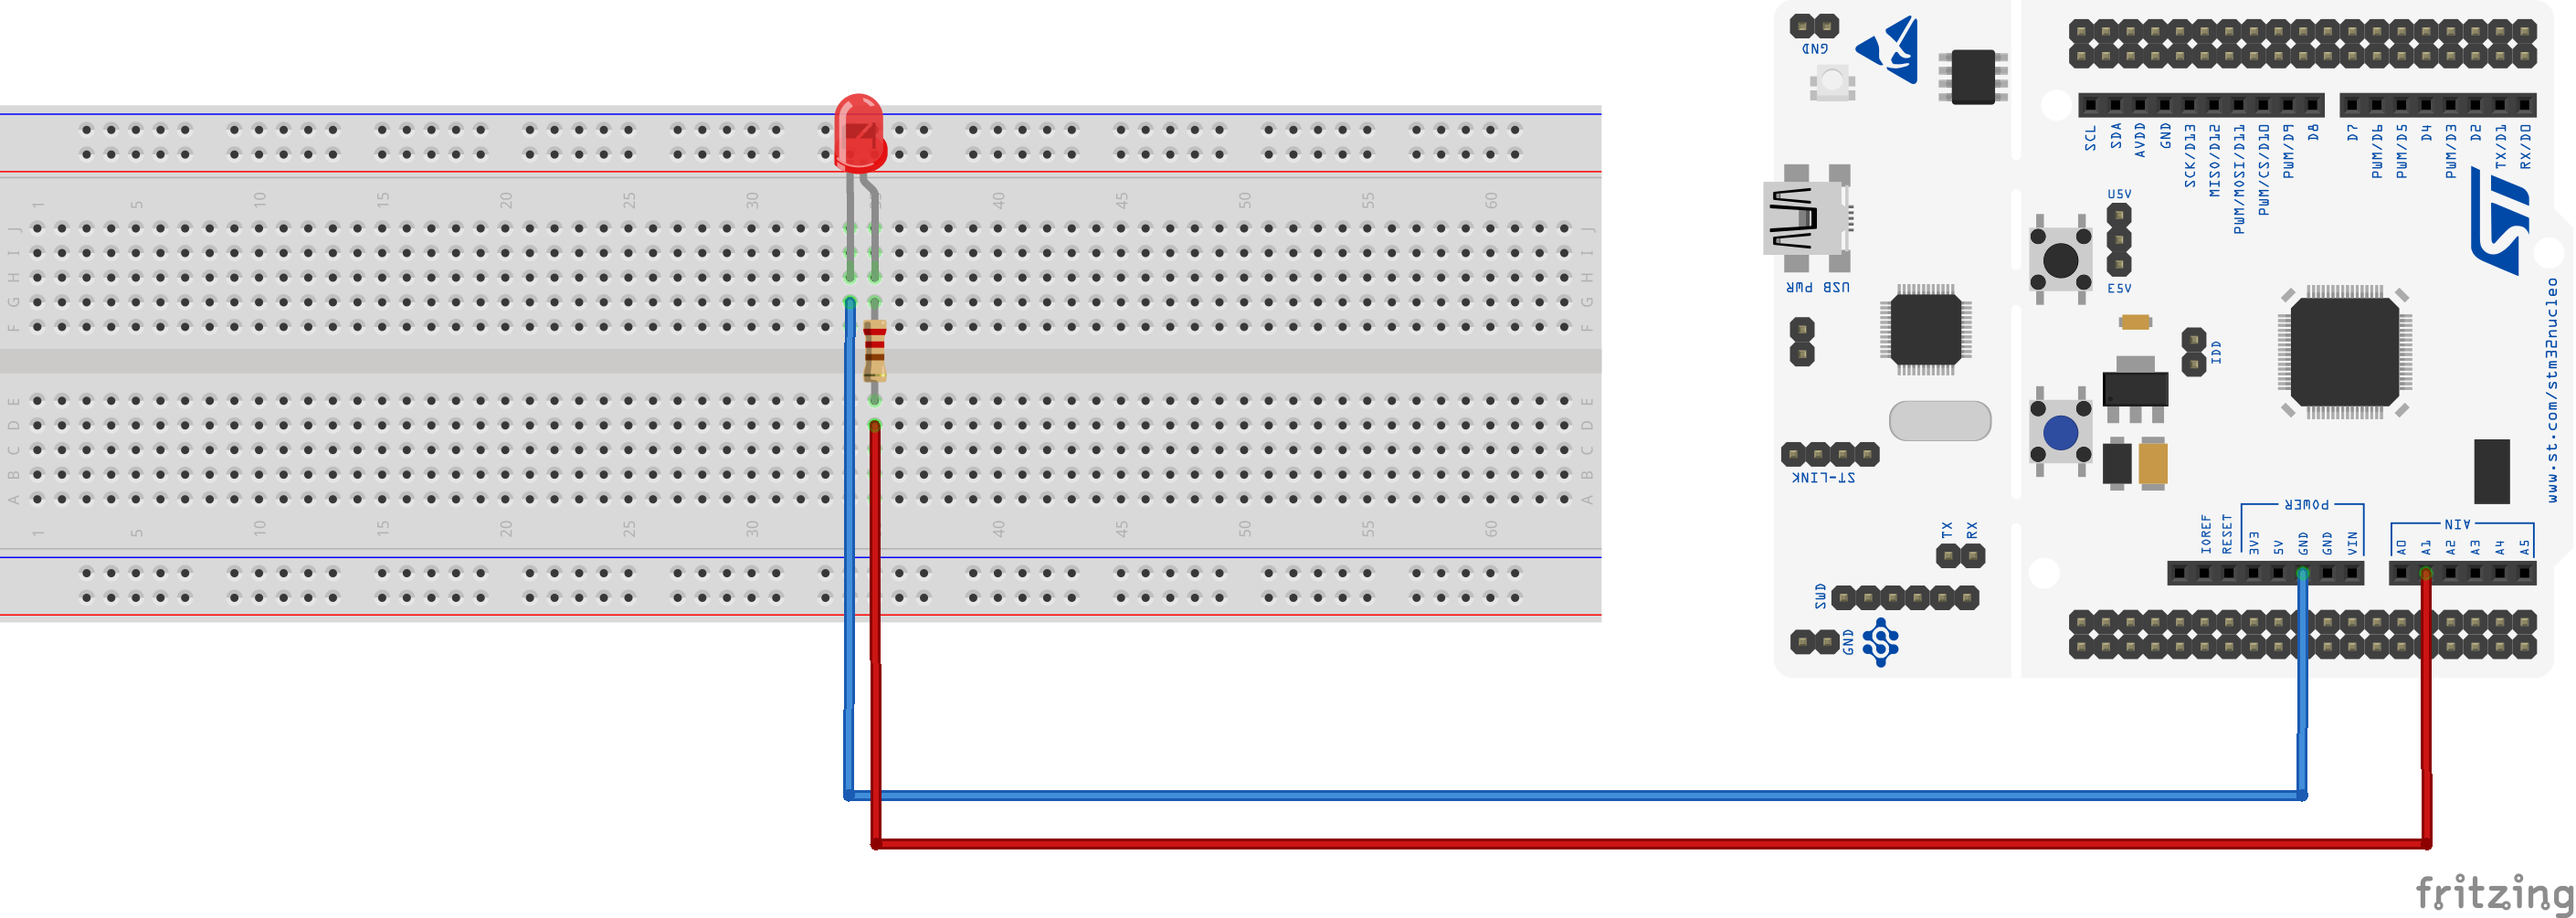 GND
SCL
SDA
AVDD
GND
SCK/D13
MISO/D12
PWM/MOSI/D11
PWM/CS/D10
PWM/D9
D8
D7
PWM/D6
PWM/D5
D4
PWM/D3
D2
TX/D1
RX/D0
U5V
E5V
USB PWR
IDD
ST
www.st.com/stm32nucleo
ST-LINK
TX
RX
SWD
GND
POWER
IOREF
RESET
3V3
5V
GND
GND
VIN
AIN
A0
A1
A2
A3
A4
A5
1 5 10 15 20 25 30 35 40 45 50 55 60
J J
I I
H H
G G
F F
E E
D D
C C
B B
A A
1 5 10 15 20 25 30 40 45 50 55 60
fritzing